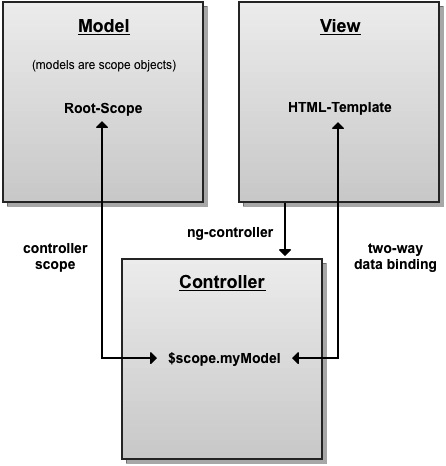 Model
(models are scope objects)
Root-Scope
View
HTML-Template
controller
scope
ng-controller
two-way
data binding
Controller
$scope.myModel